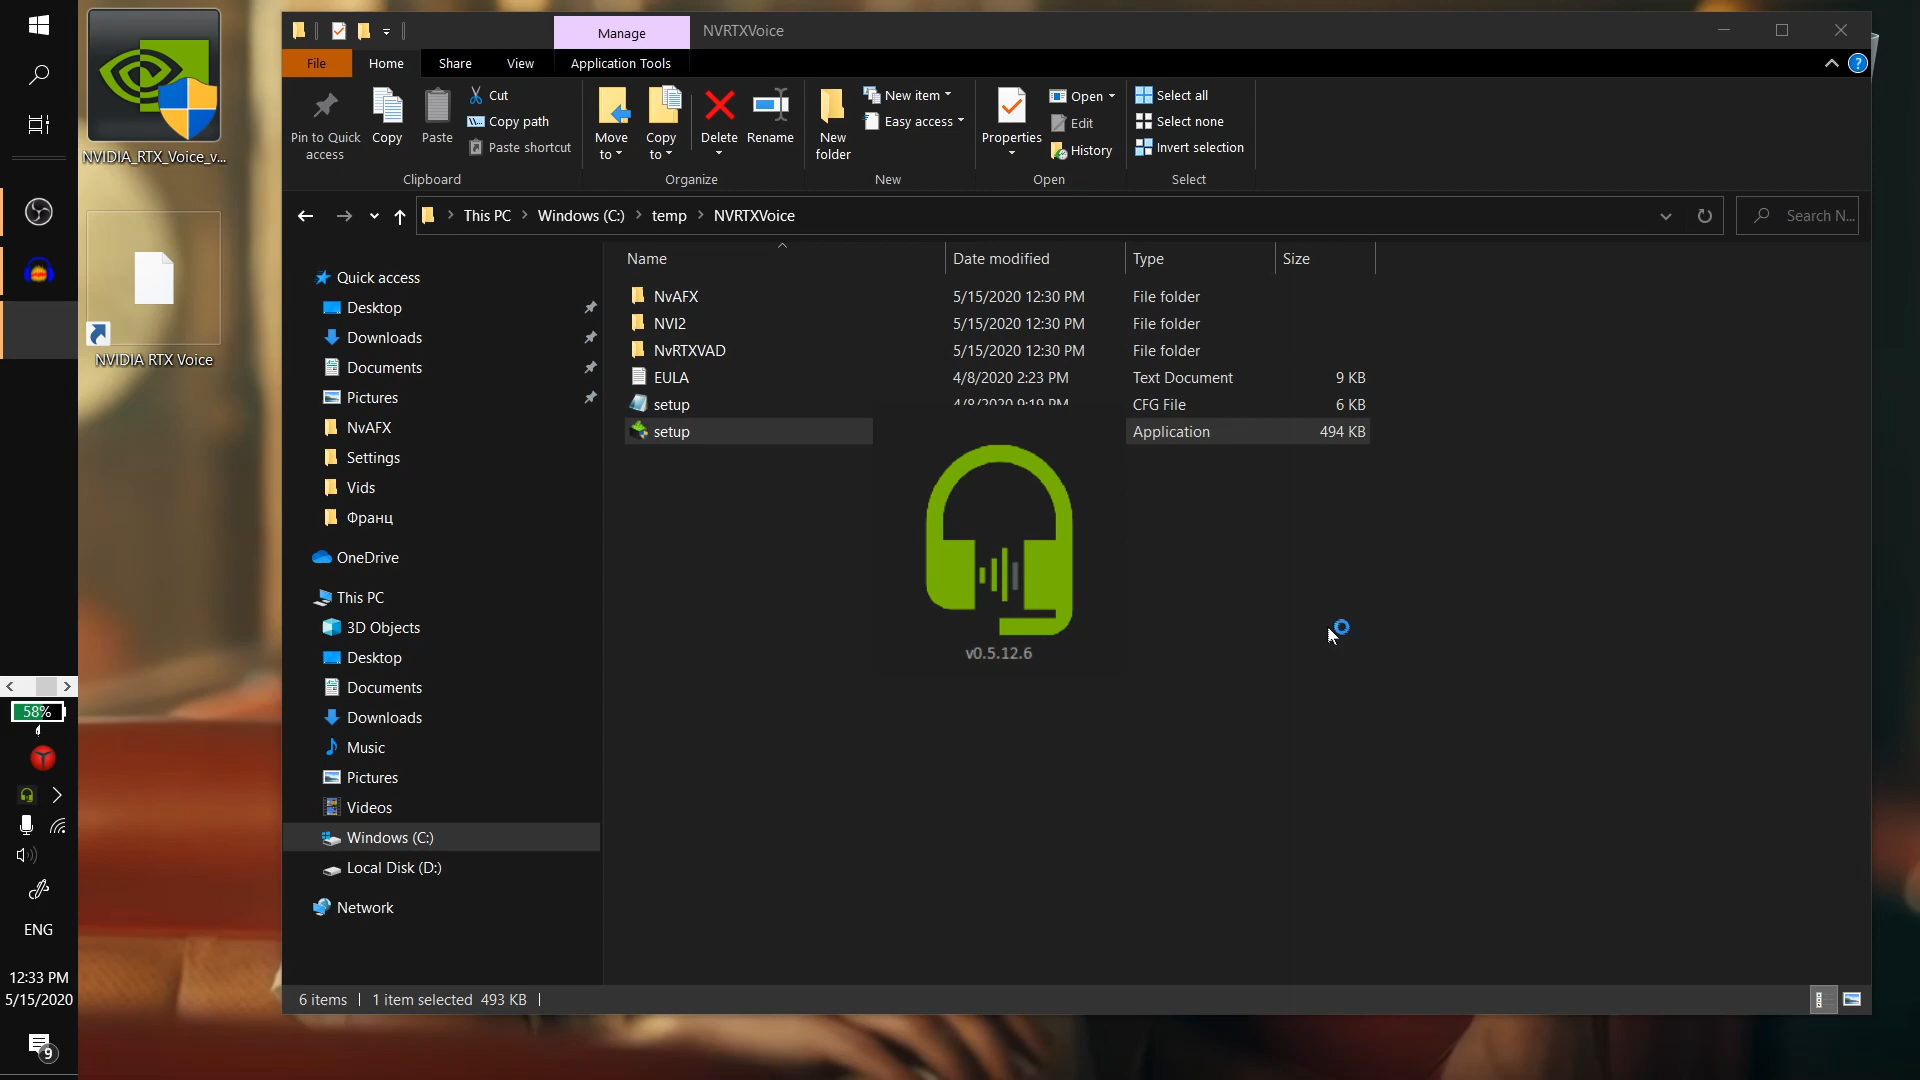 NVIDIA_RTX_Voice_v...
NVIDIA RTX Voice
58%
ENG
12:33 PM
5/15/2020
9
Manage
NVRTXVoice
File
Home
Share
View
Application Tools
?
Pin to Quick access
Copy
Paste
Cut
Copy path
Paste shortcut
Clipboard
Move to
Copy to
Delete
Rename
Organize
New folder
New item
Easy access
New
Properties
Open
Edit
History
Open
Select all
Select none
Invert selection
Select
This PC > Windows (C:) > temp > NVRTXVoice
Search N...
Quick access
Desktop
Downloads
Documents
Pictures
NvAFX
Settings
Vids
Франц
OneDrive
This PC
3D Objects
Desktop
Documents
Downloads
Music
Pictures
Videos
Windows (C:)
Local Disk (D:)
Network
Name Date modified Type Size
NvAFX 5/15/2020 12:30 PM File folder
NVI2 5/15/2020 12:30 PM File folder
NvRTXVAD 5/15/2020 12:30 PM File folder
EULA 4/8/2020 2:23 PM Text Document 9 KB
setup 4/8/2020 9:19 PM CFG File 6 KB
setup Application 494 KB
v0.5.12.6
6 items 1 item selected 493 KB